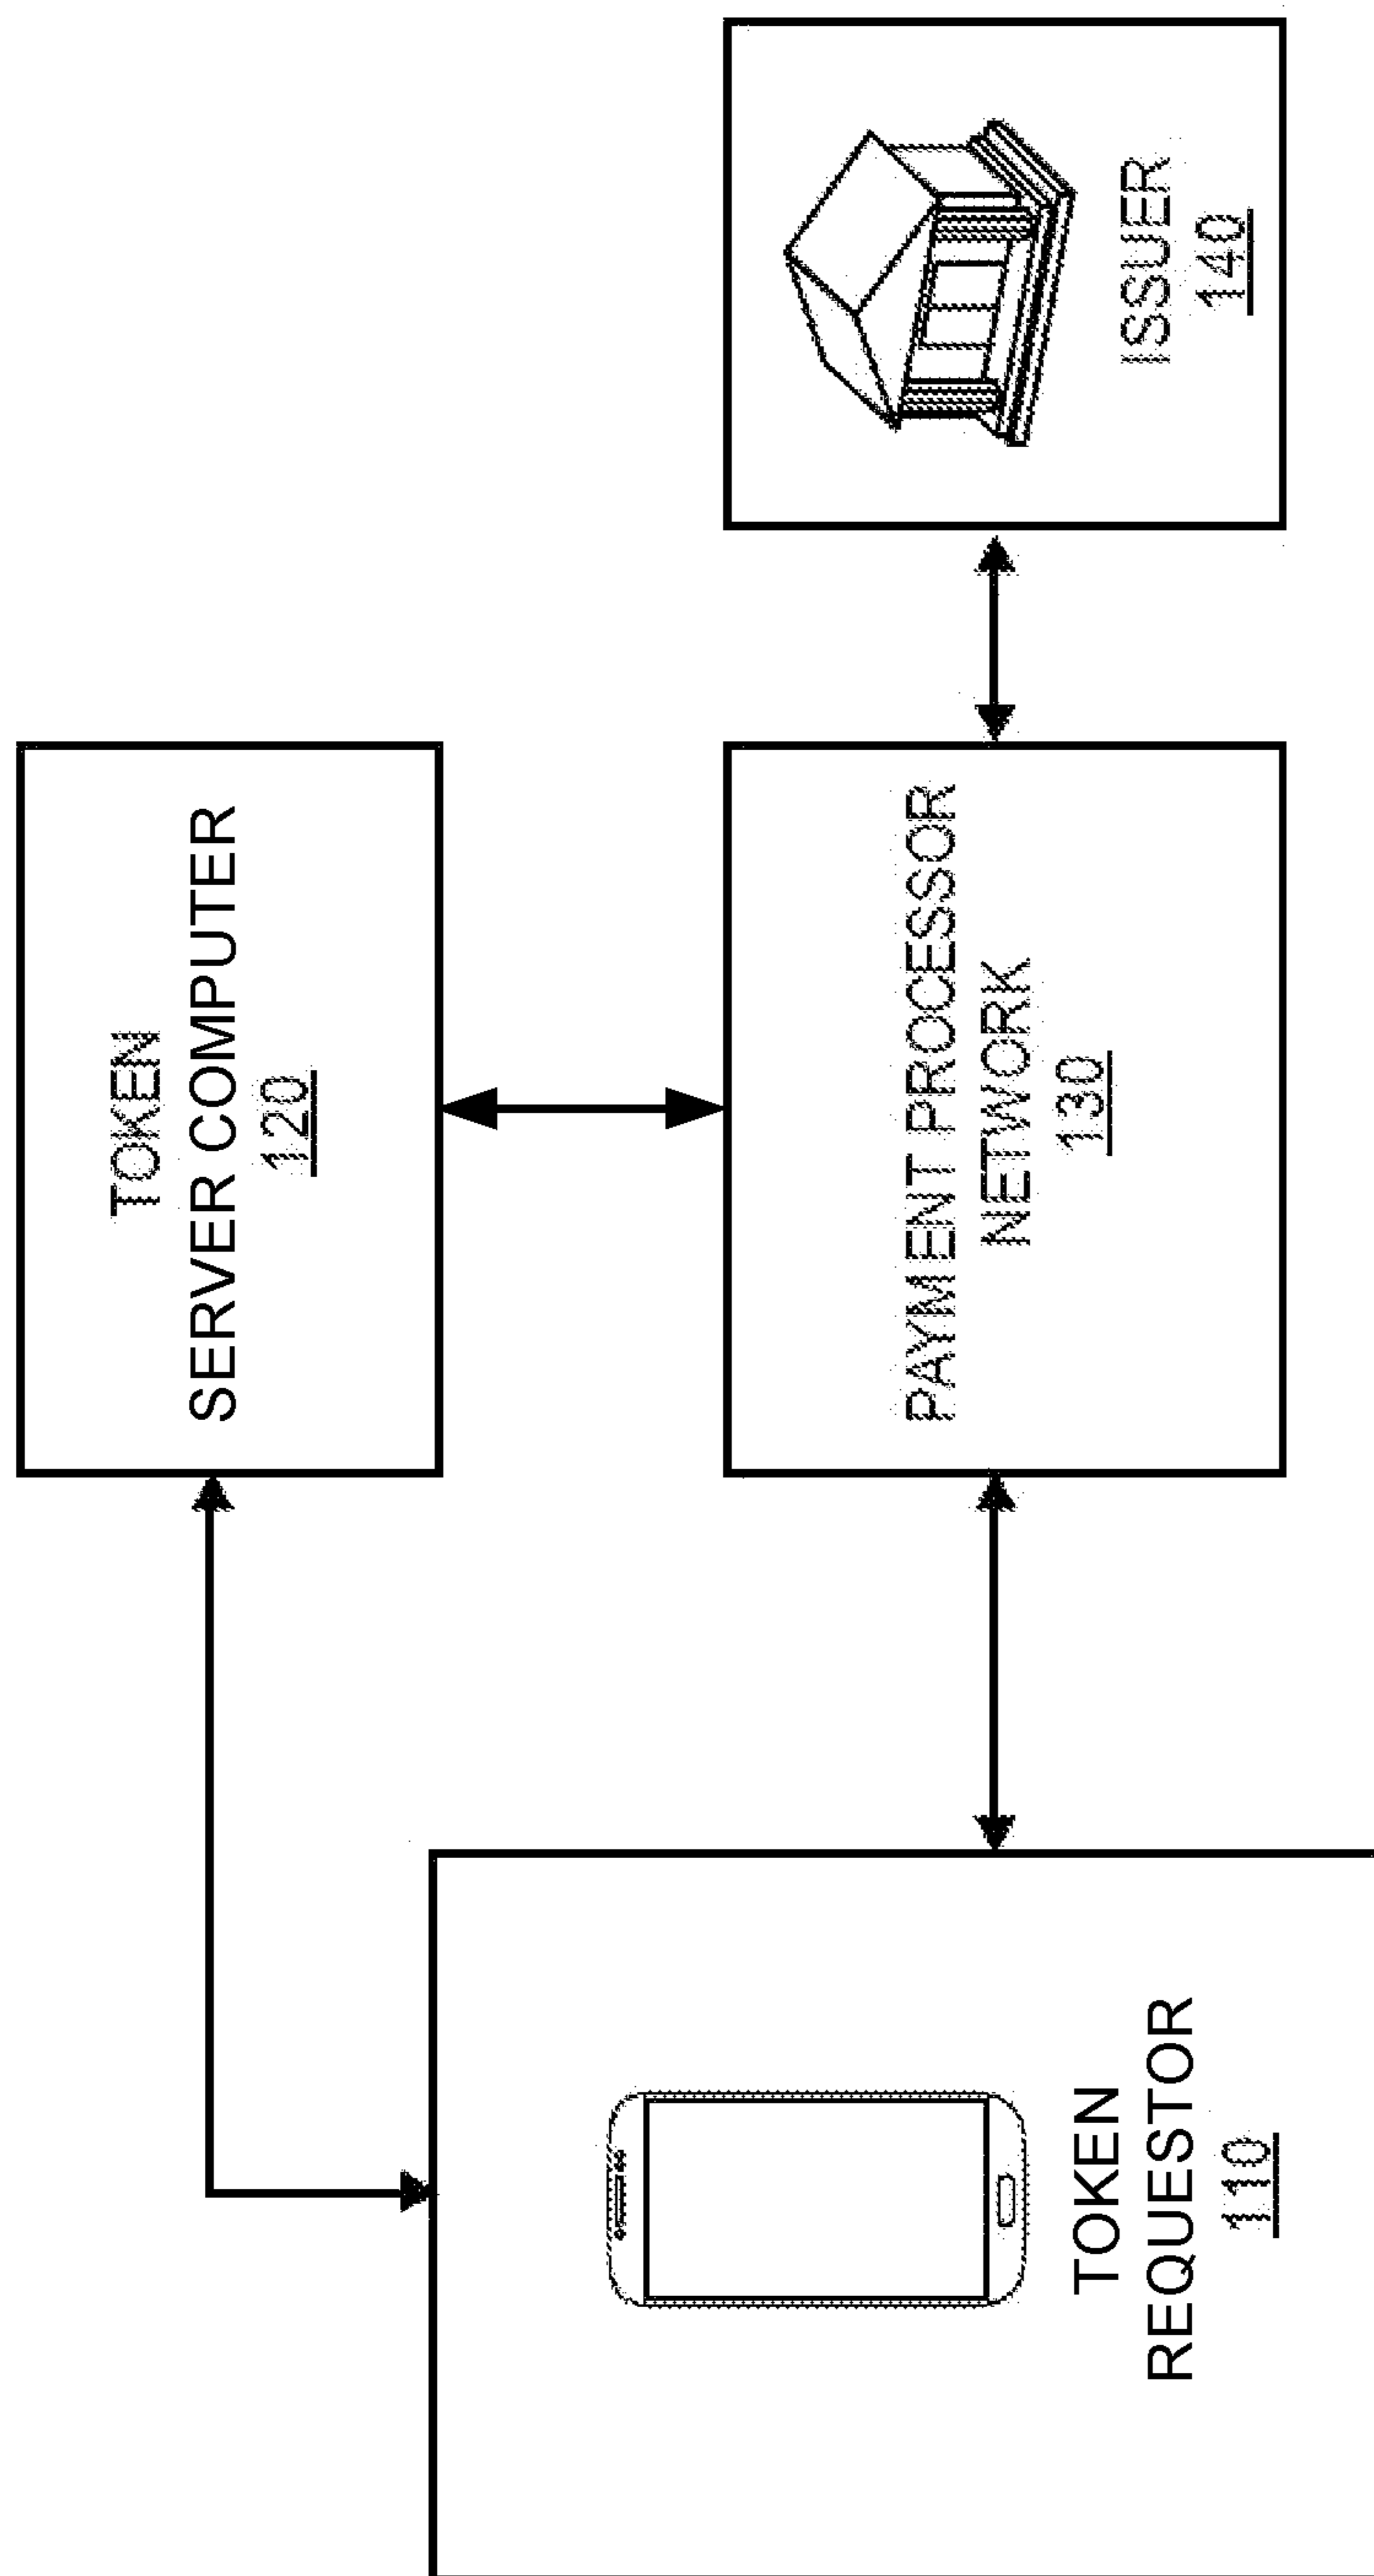 TOKEN
SERVER COMPUTER
120
TOKEN
REQUESTOR
110
PAYMENT PROCESSOR
NETWORK
130
ISSUER
140